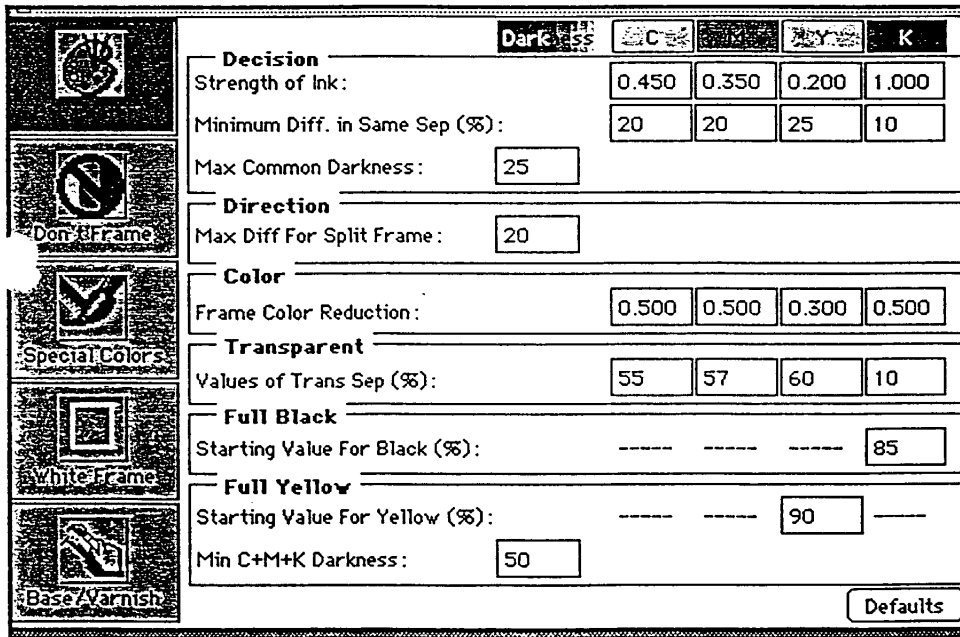 Darkness C M Y K
Decision
Strength of Ink: 0.450 0.350 0.200 1.000
Minimum Diff. in Same Sep (%): 20 20 25 10
Max Common Darkness: 25
Direction
Max Diff For Split Frame: 20
Color
Frame Color Reduction: 0.500 0.500 0.300 0.500
Transparent
Values of Trans Sep (%): 55 57 60 10
Full Black
Starting Value For Black (%): ----- ----- ----- 85
Full Yellow
Starting Value For Yellow (%): ----- ----- 90 -----
Min C+M+K Darkness: 50
Defaults
Don't Frame
Special Colors
White Frame
Base/Varnish